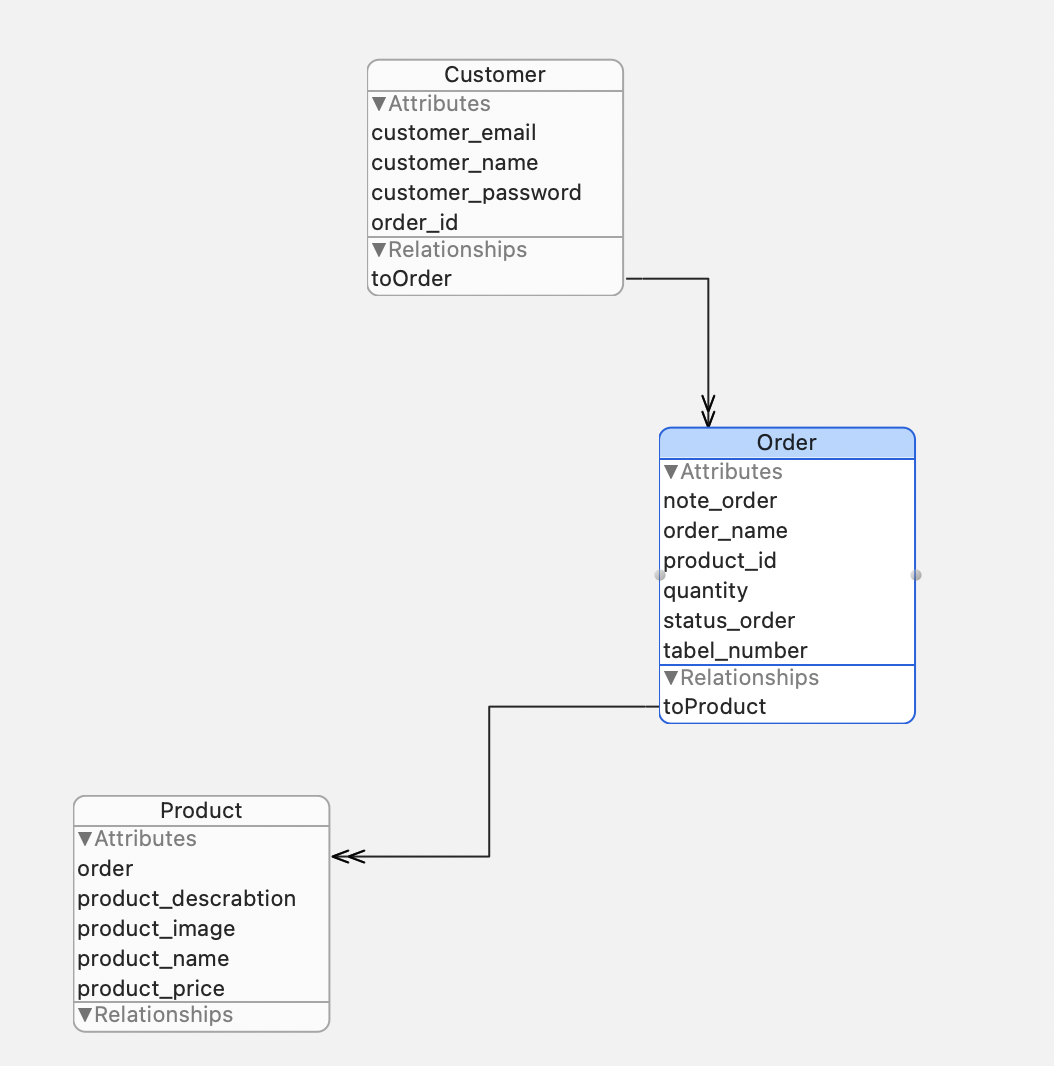 Customer
▼Attributes
customer_email
customer_name
customer_password
order_id
▼Relationships
toOrder
Order
▼Attributes
note_order
order_name
product_id
quantity
status_order
tabel_number
▼Relationships
toProduct
Product
▼Attributes
order
product_descrabtion
product_image
product_name
product_price
▼Relationships